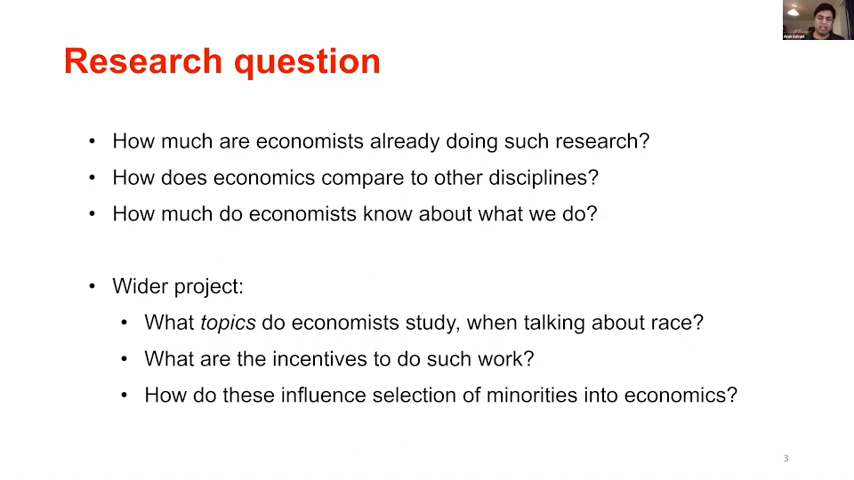 Research question
• How much are economists already doing such research?
• How does economics compare to other disciplines?
• How much do economists know about what we do?
• Wider project:
• What topics do economists study, when talking about race?
• What are the incentives to do such work?
• How do these influence selection of minorities into economics?
3